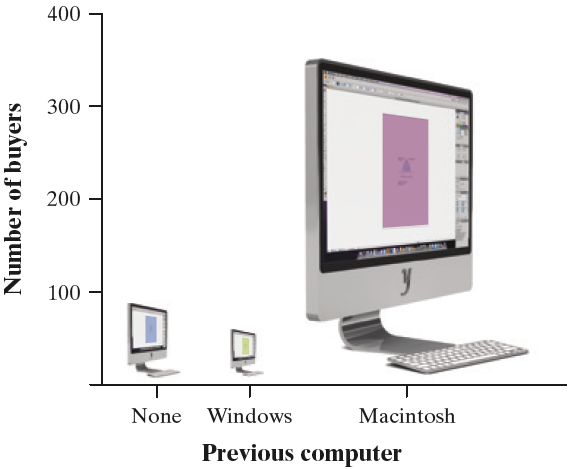 400
300
200
100
Number of buyers
None Windows Macintosh
Previous computer